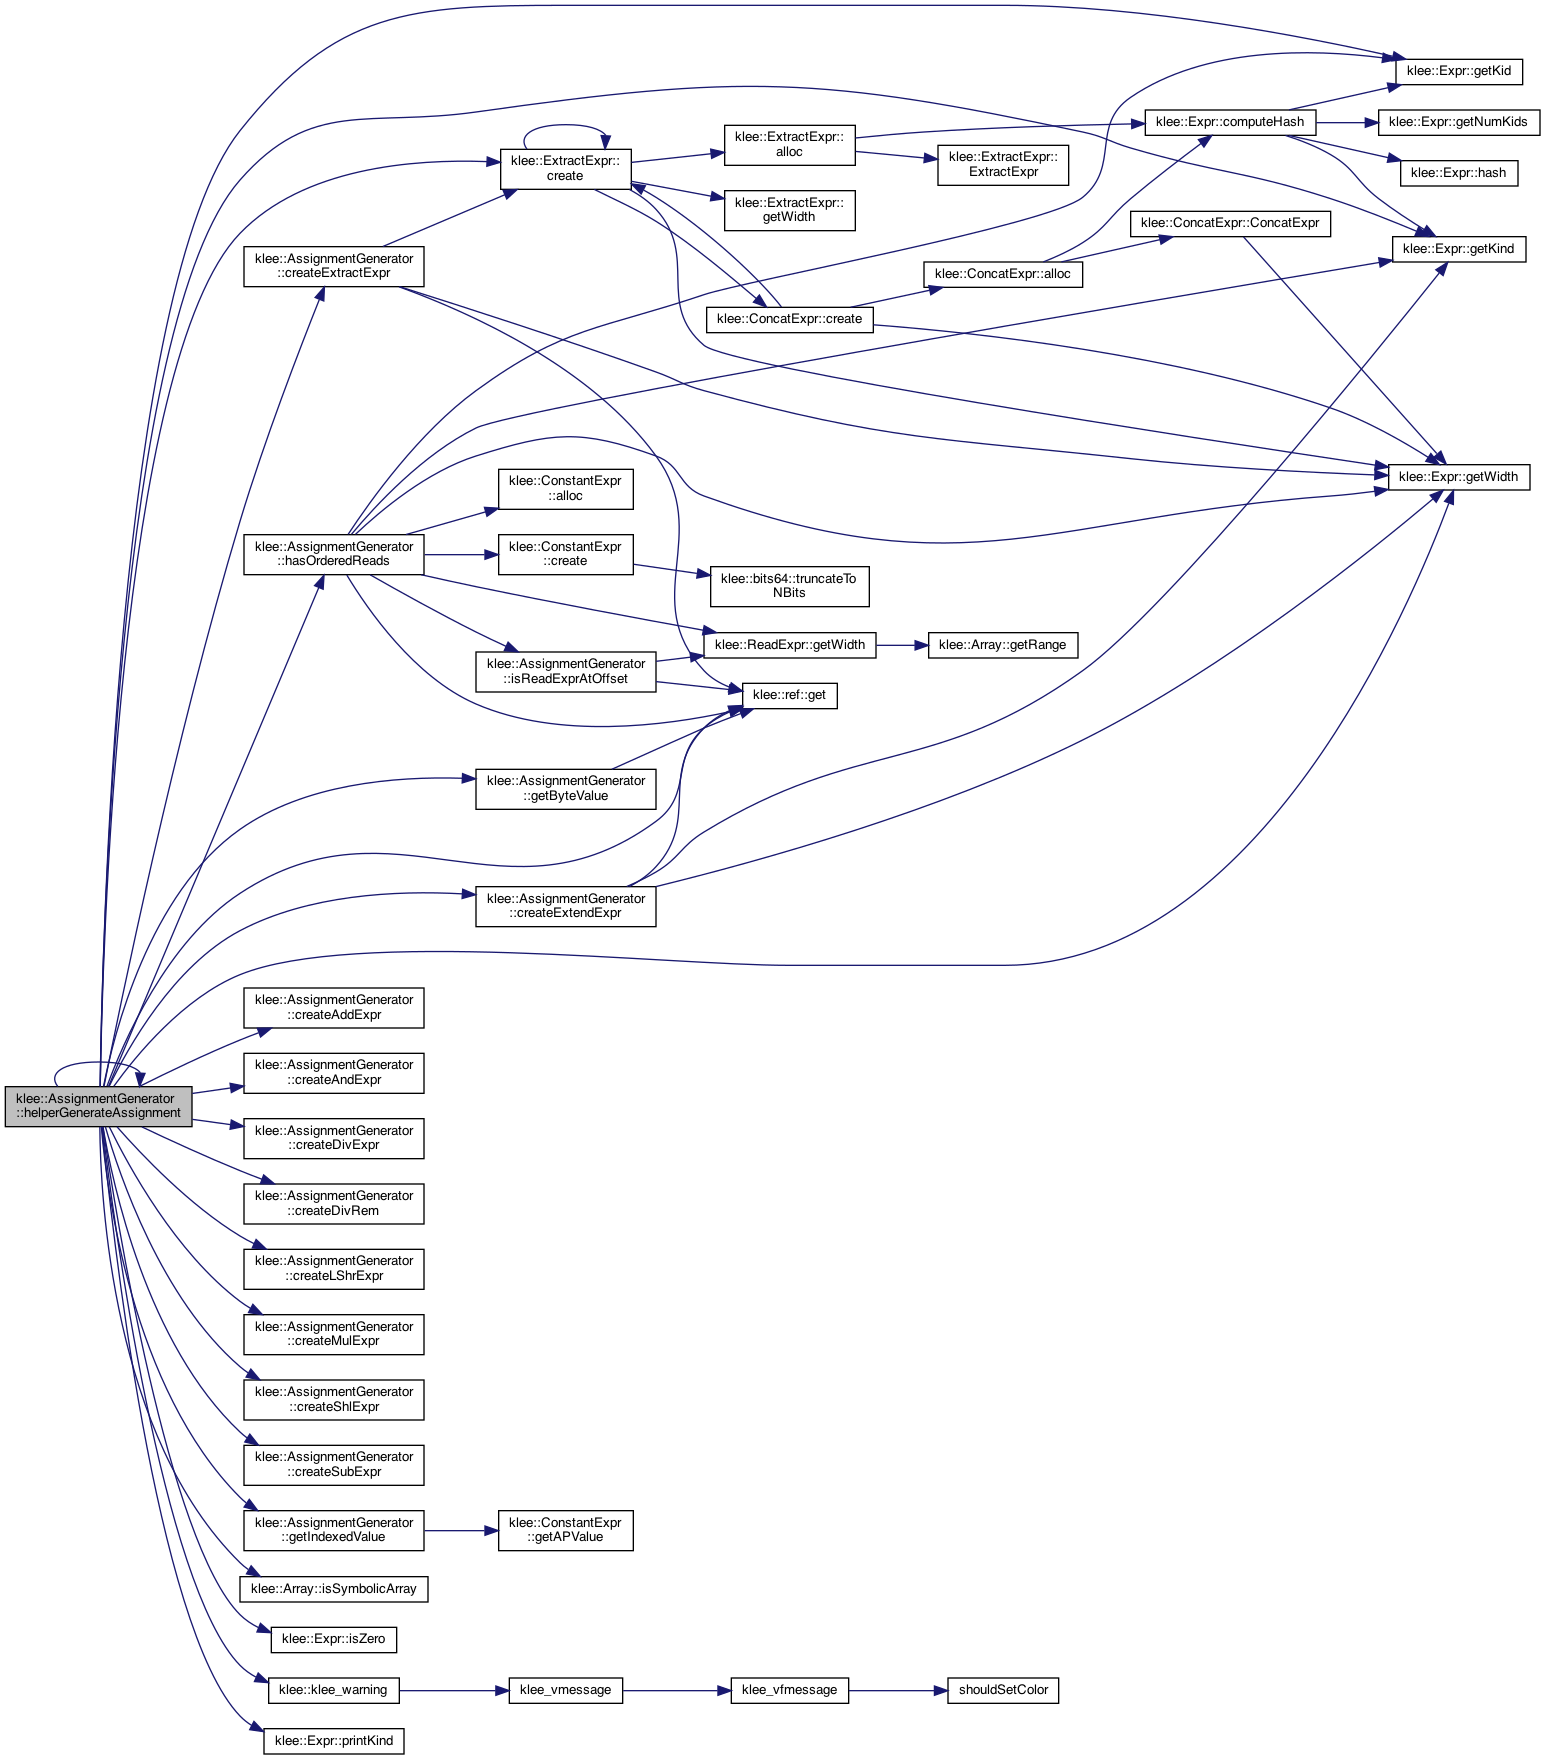 klee::Expr::getKid
klee::Expr::computeHash
klee::Expr::getNumKids
klee::ExtractExpr::
alloc
klee::ExtractExpr::
create
klee::ExtractExpr::
ExtractExpr
klee::Expr::hash
klee::ExtractExpr::
getWidth
klee::ConcatExpr::ConcatExpr
klee::Expr::getKind
klee::AssignmentGenerator
::createExtractExpr
klee::ConcatExpr::alloc
klee::ConcatExpr::create
klee::Expr::getWidth
klee::ConstantExpr
::alloc
klee::AssignmentGenerator
::hasOrderedReads
klee::ConstantExpr
::create
klee::bits64::truncateTo
NBits
klee::ReadExpr::getWidth
klee::Array::getRange
klee::AssignmentGenerator
::isReadExprAtOffset
klee::ref::get
klee::AssignmentGenerator
::getByteValue
klee::AssignmentGenerator
::createExtendExpr
klee::AssignmentGenerator
::createAddExpr
klee::AssignmentGenerator
::createAndExpr
klee::AssignmentGenerator
::helperGenerateAssignment
klee::AssignmentGenerator
::createDivExpr
klee::AssignmentGenerator
::createDivRem
klee::AssignmentGenerator
::createLShrExpr
klee::AssignmentGenerator
::createMulExpr
klee::AssignmentGenerator
::createShlExpr
klee::AssignmentGenerator
::createSubExpr
klee::AssignmentGenerator
::getIndexedValue
klee::ConstantExpr
::getAPValue
klee::Array::isSymbolicArray
klee::Expr::isZero
klee::klee_warning
klee_vmessage
klee_vfmessage
shouldSetColor
klee::Expr::printKind